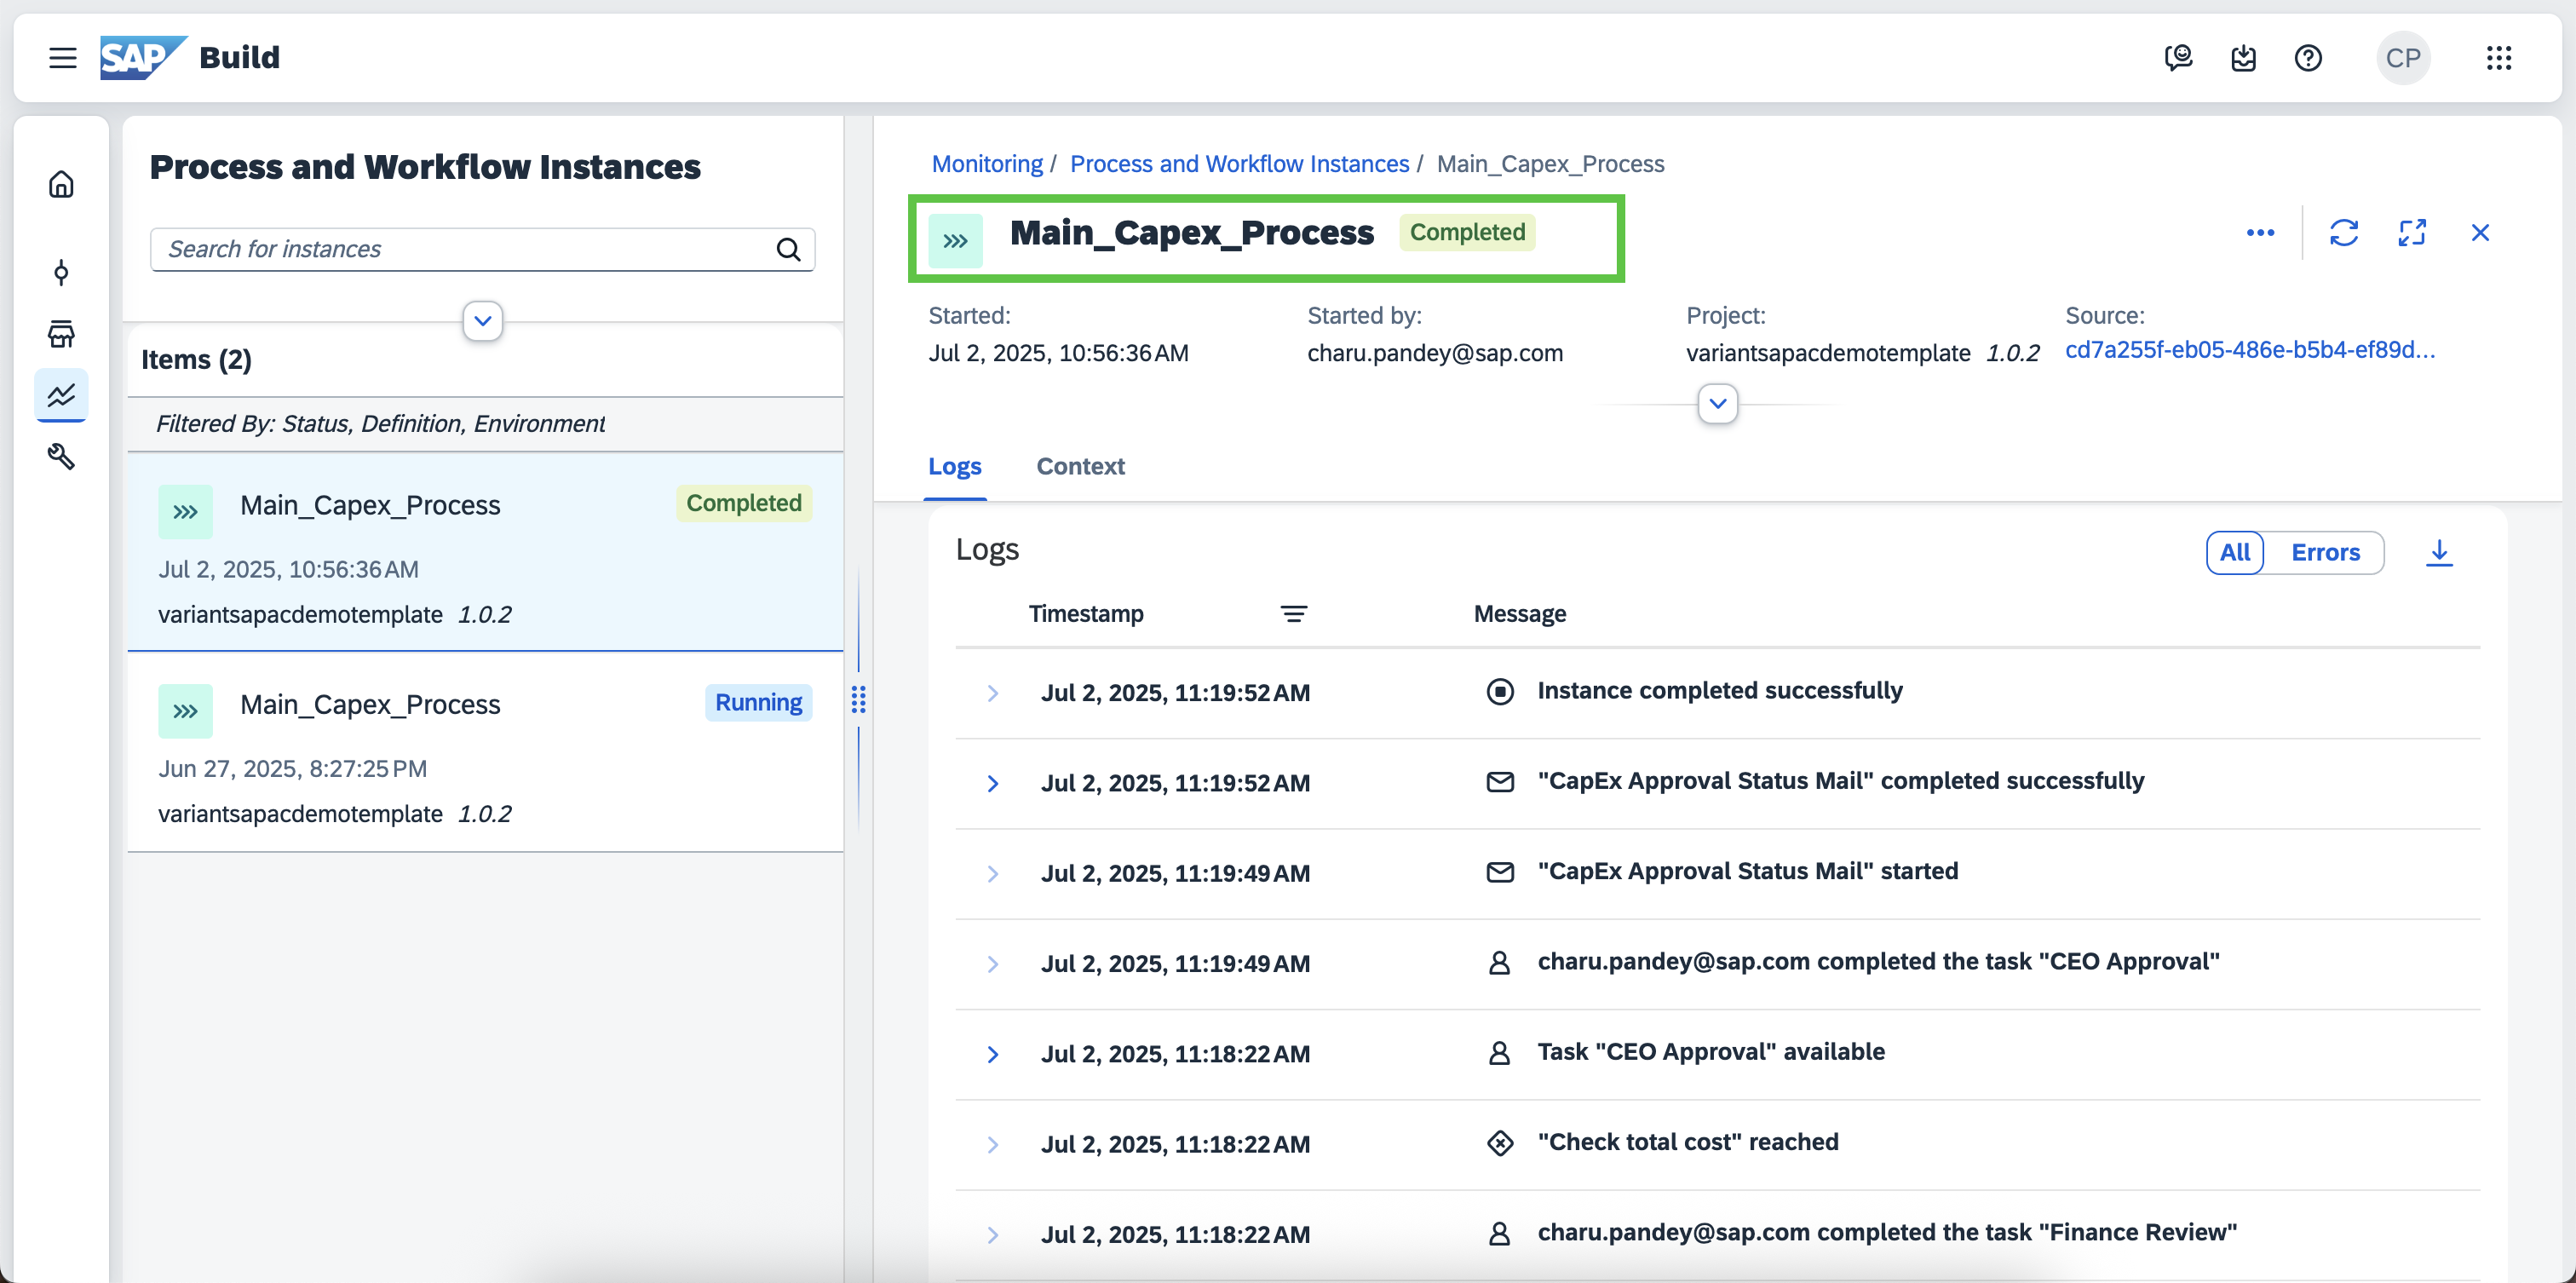 SAP Build
CP
Process and Workflow Instances
Search for instances
Items (2)
Filtered By: Status, Definition, Environment
Main_Capex_Process Completed
Jul 2, 2025, 10:56:36 AM
variantsapacdemotemplate 1.0.2
Main_Capex_Process Running
Jun 27, 2025, 8:27:25 PM
variantsapacdemotemplate 1.0.2
Monitoring / Process and Workflow Instances / Main_Capex_Process
Main_Capex_Process Completed
Started: Started by: Project: Source:
Jul 2, 2025, 10:56:36 AM charu.pandey@sap.com variantsapacdemotemplate 1.0.2 cd7a255f-eb05-486e-b5b4-ef89d...
Logs Context
Logs All Errors
Timestamp Message
Jul 2, 2025, 11:19:52 AM Instance completed successfully
Jul 2, 2025, 11:19:52 AM "CapEx Approval Status Mail" completed successfully
Jul 2, 2025, 11:19:49 AM "CapEx Approval Status Mail" started
Jul 2, 2025, 11:19:49 AM charu.pandey@sap.com completed the task "CEO Approval"
Jul 2, 2025, 11:18:22 AM Task "CEO Approval" available
Jul 2, 2025, 11:18:22 AM "Check total cost" reached
Jul 2, 2025, 11:18:22 AM charu.pandey@sap.com completed the task "Finance Review"